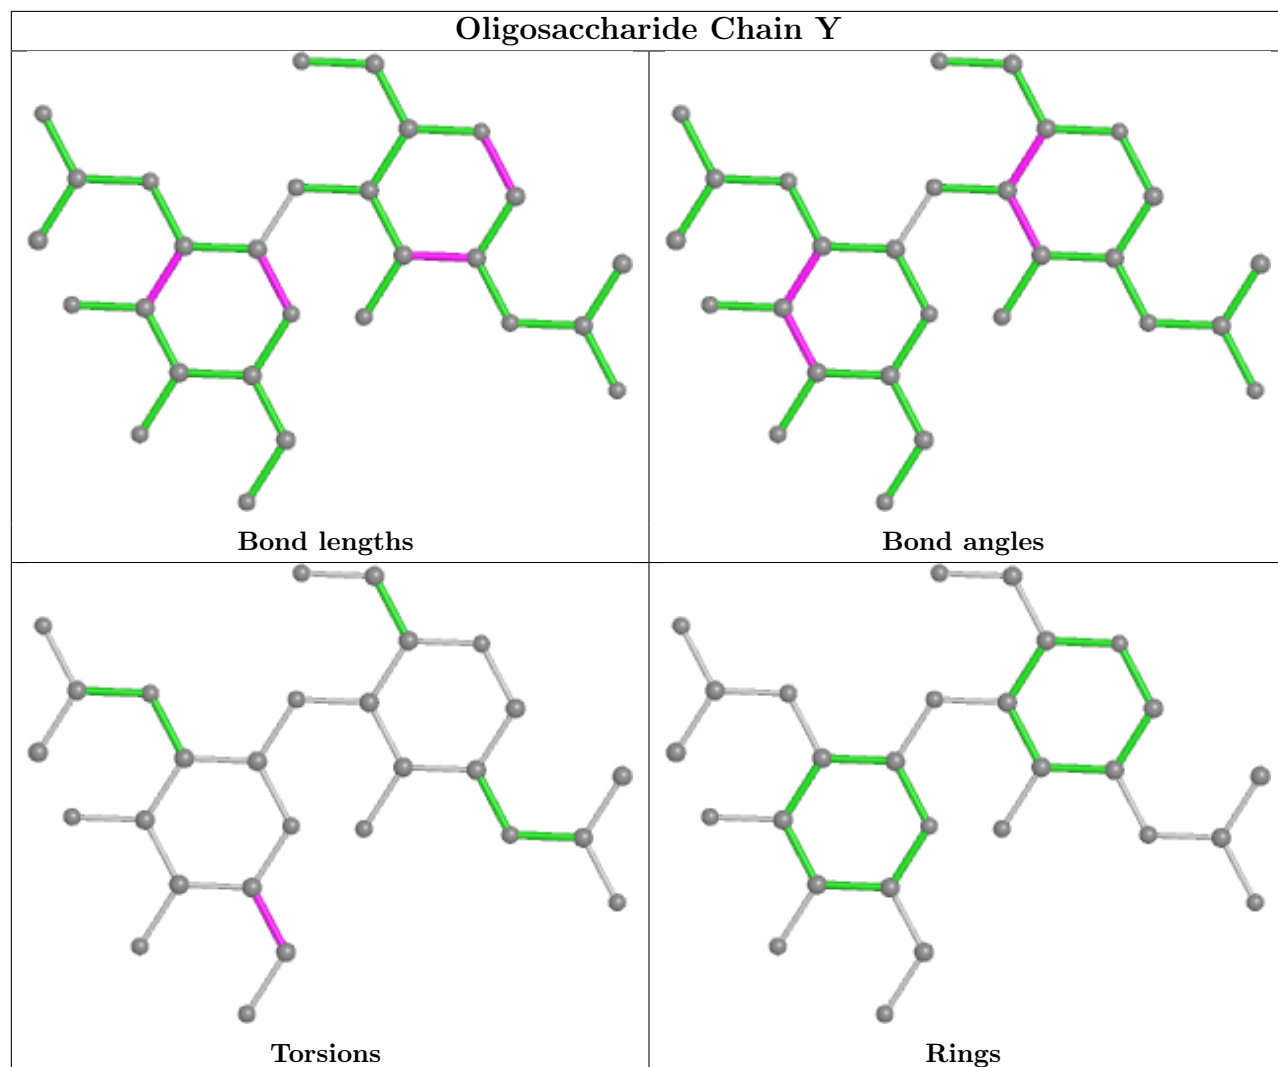 Oligosaccharide Chain Y
Bond lengths
Bond angles
Torsions
Rings